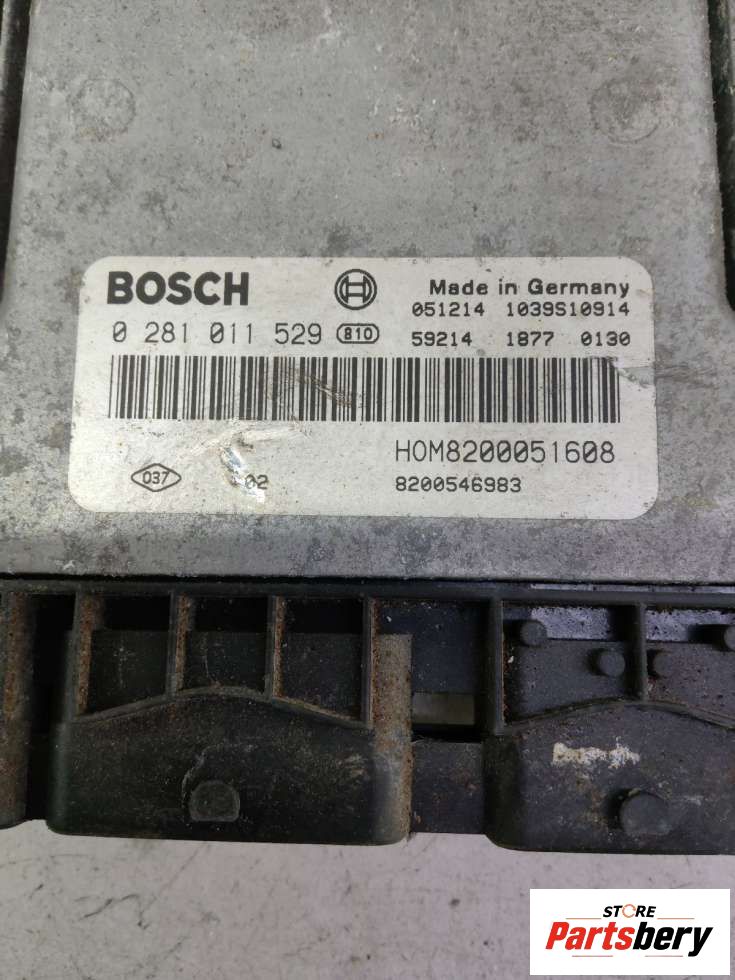 BOSCH
Made in Germany
051214 1039S10914
0 281 011 529 810
59214 1877 0130
HOM8200051608
037 02
8200546983
STORE
Partsbery